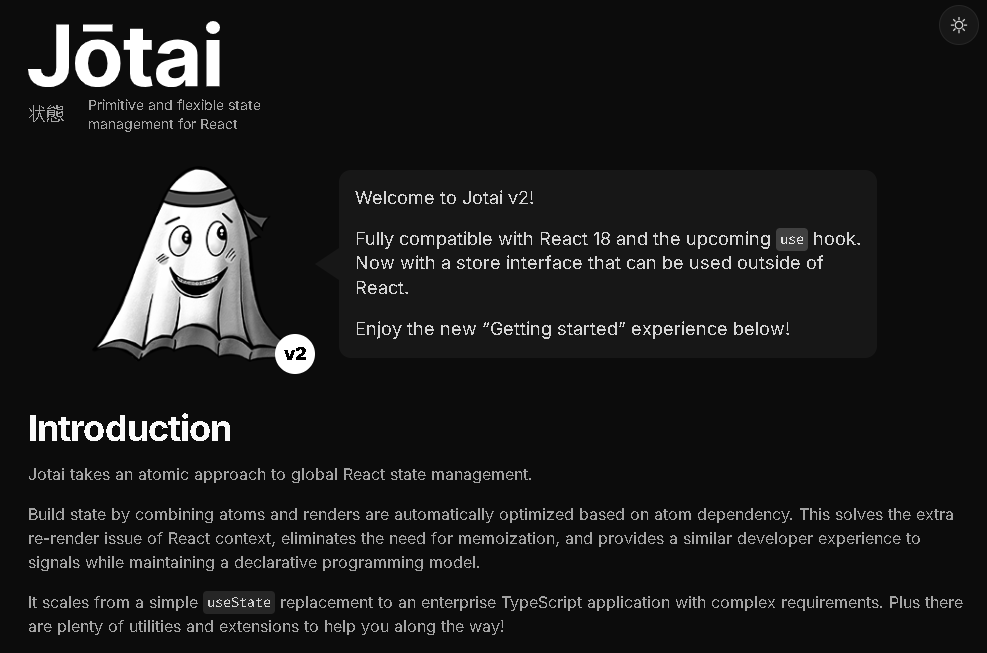 Jōtai
状態
Primitive and flexible state
management for React
Welcome to Jotai v2!
Fully compatible with React 18 and the upcoming use hook.
Now with a store interface that can be used outside of
React.
Enjoy the new “Getting started” experience below!
v2
Introduction
Jotai takes an atomic approach to global React state management.
Build state by combining atoms and renders are automatically optimized based on atom dependency. This solves the extra
re-render issue of React context, eliminates the need for memoization, and provides a similar developer experience to
signals while maintaining a declarative programming model.
It scales from a simple useState replacement to an enterprise TypeScript application with complex requirements. Plus there
are plenty of utilities and extensions to help you along the way!